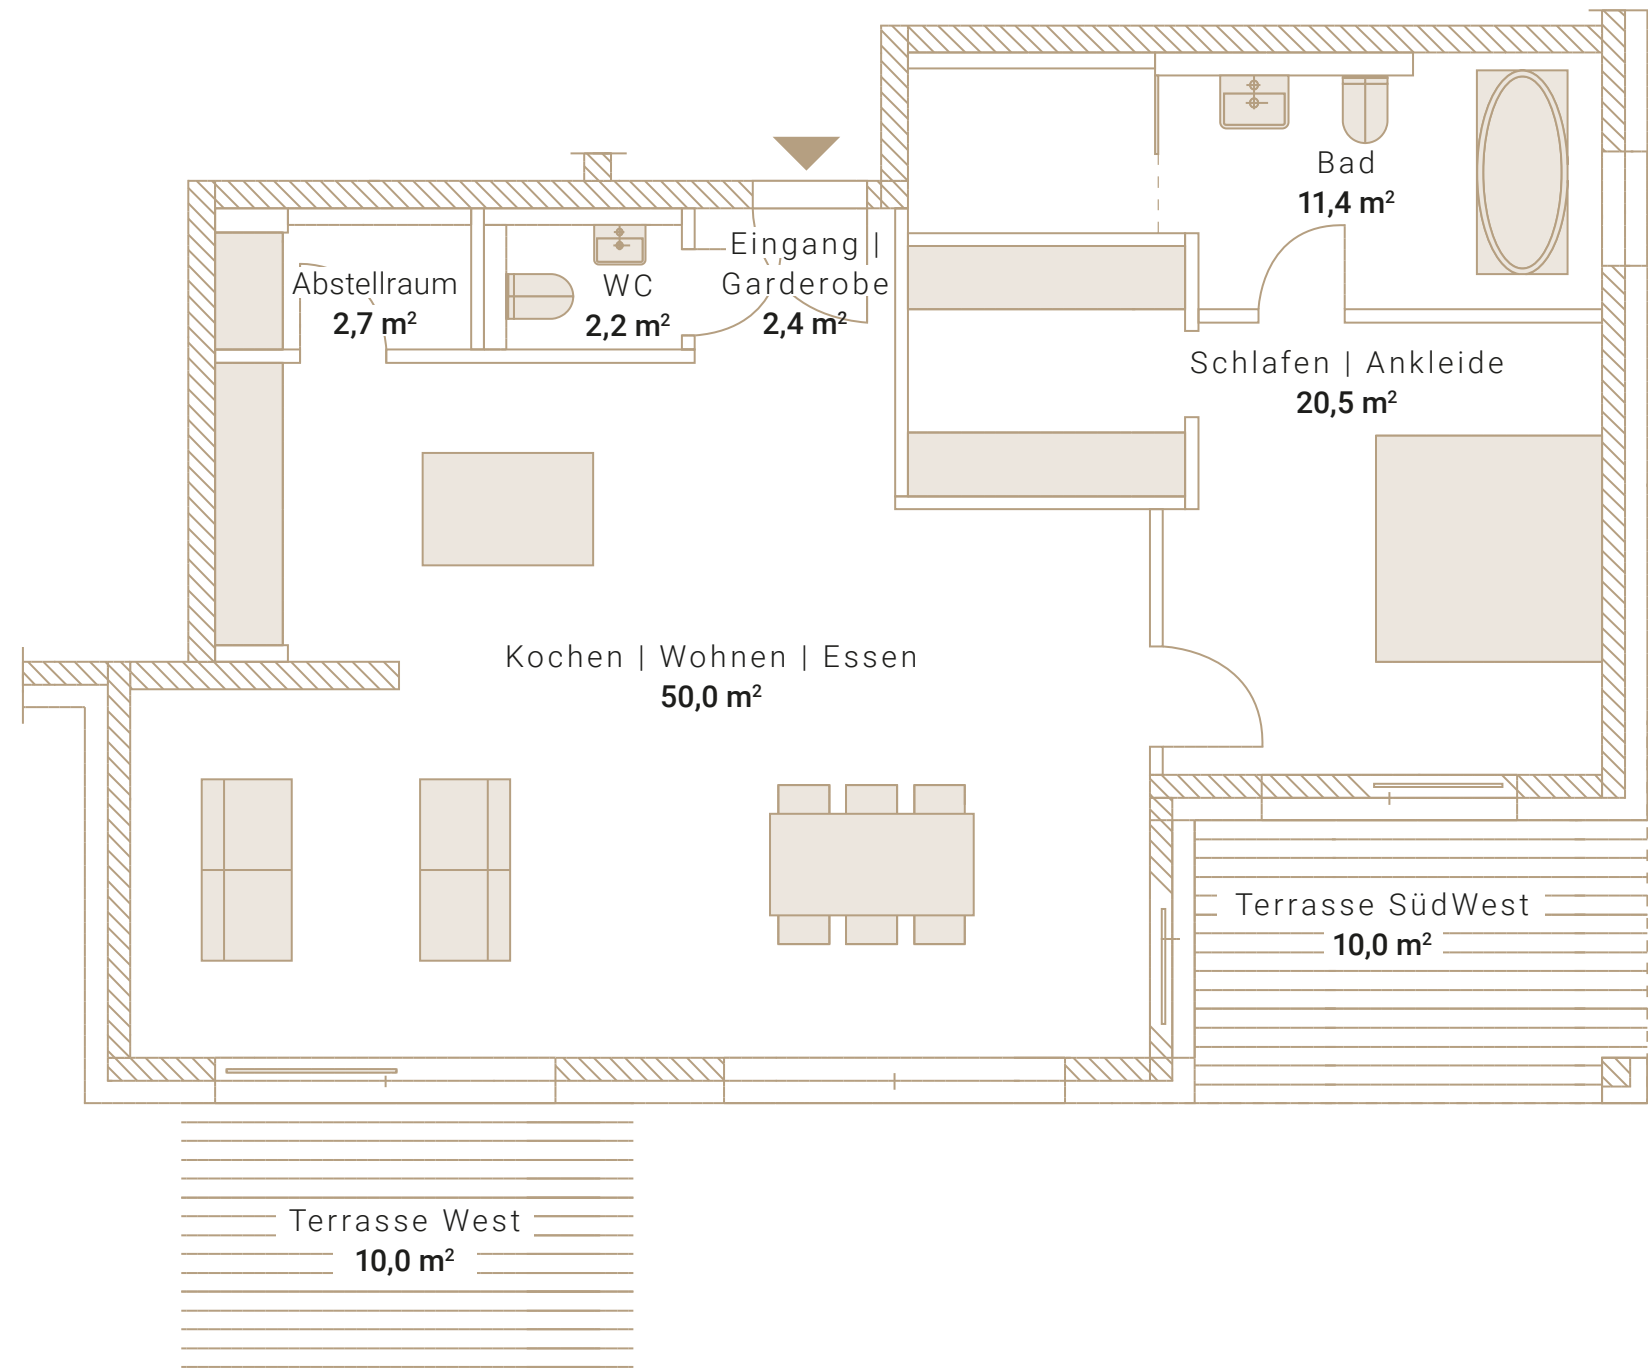 Bad
11,4 m²
Eingang |
Garderobe
2,4 m²
Abstellraum
2,7 m²
WC
2,2 m²
Schlafen | Ankleide
20,5 m²
Kochen | Wohnen | Essen
50,0 m²
Terrasse SüdWest
10,0 m²
Terrasse West
10,0 m²